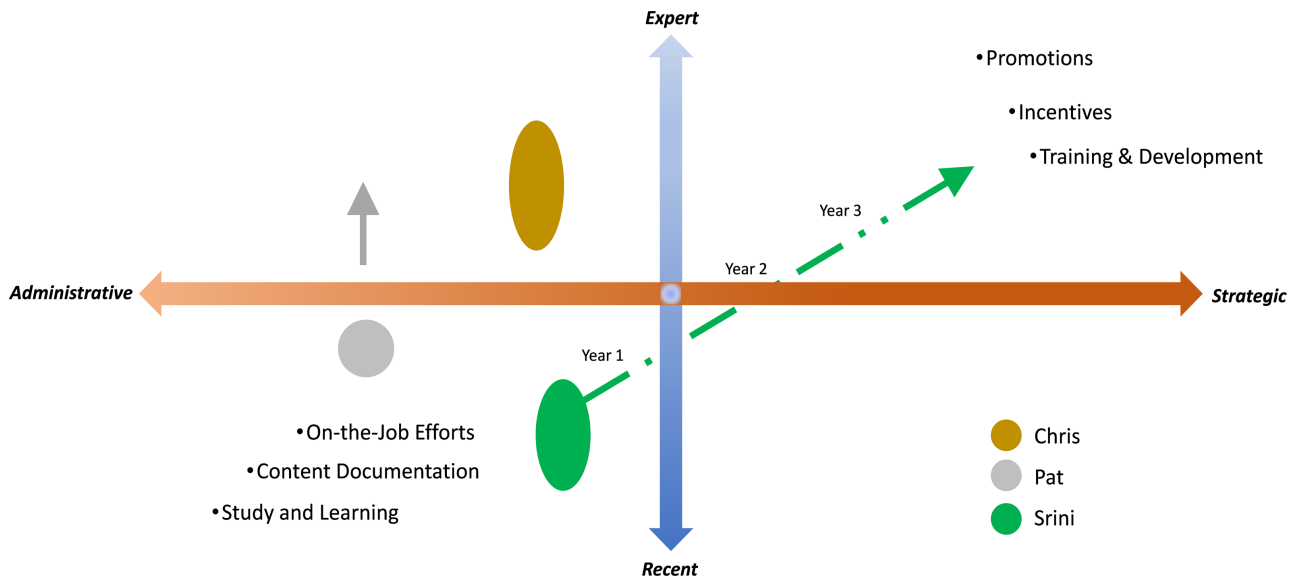 Expert
• Promotions
• Incentives
• Training & Development
Year 3
Year 2
Administrative
Strategic
Year 1
• On-the-Job Efforts
• Content Documentation
• Study and Learning
Chris
Pat
Srini
Recent